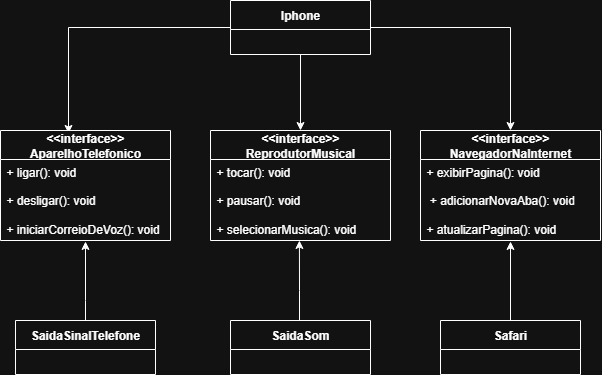 Iphone
<<interface>>
AparelhoTelefonico
+ ligar(): void
+ desligar(): void
+ iniciarCorreioDeVoz(): void
<<interface>>
ReprodutorMusical
+ tocar(): void
+ pausar(): void
+ selecionarMusica(): void
<<interface>>
NavegadorNaInternet
+ exibirPagina(): void
+ adicionarNovaAba(): void
+ atualizarPagina(): void
SaidaSinalTelefone
SaidaSom
Safari